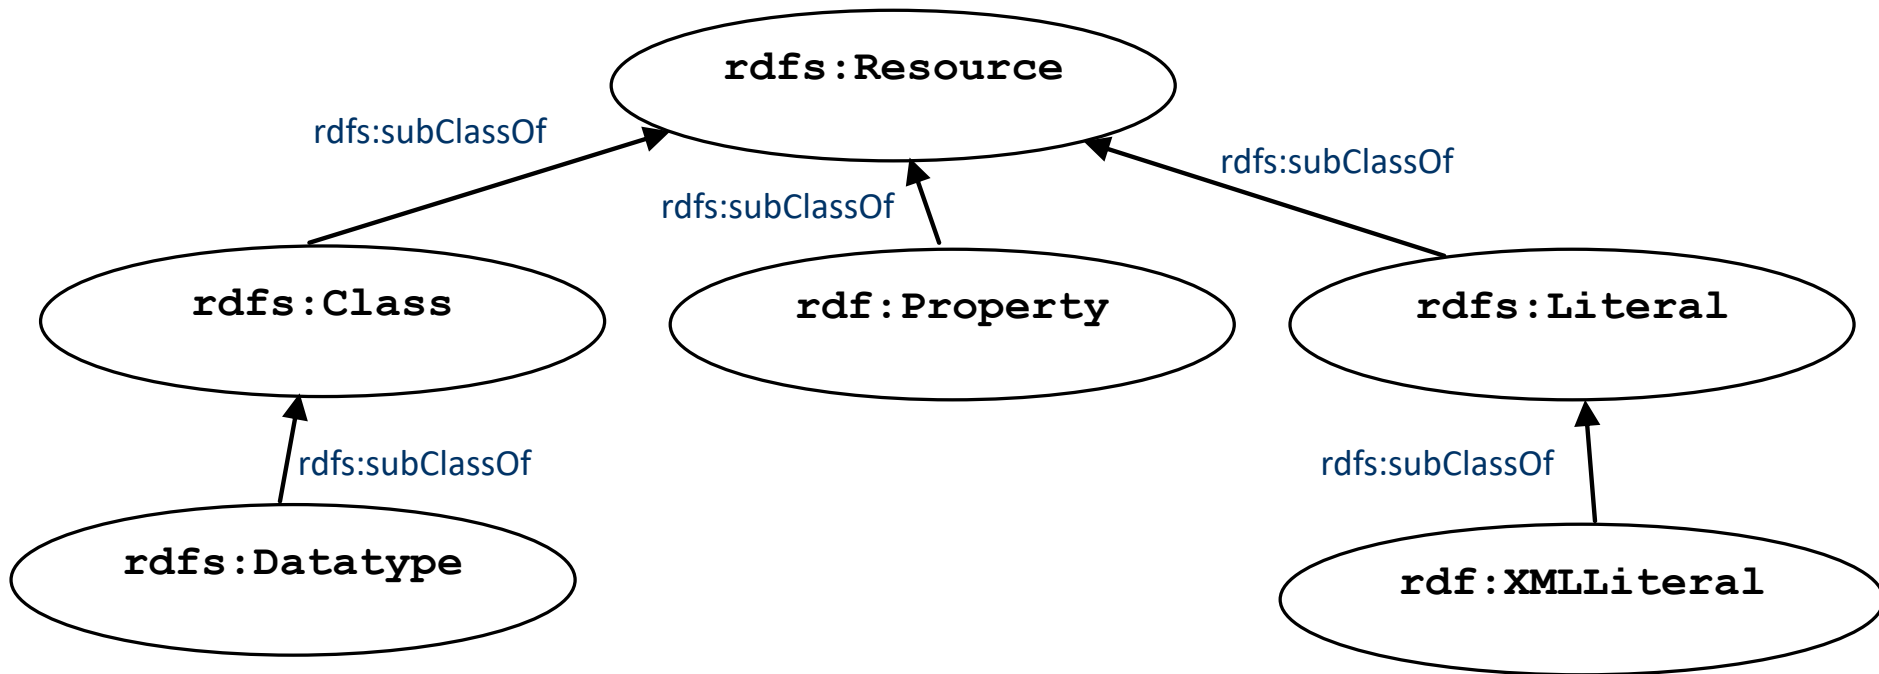 rdfs:Resource
rdfs:subClassOf
rdfs:subClassOf
rdfs:subClassOf
rdfs:Class
rdf:Property
rdfs:Literal
rdfs:subClassOf
rdfs:subClassOf
rdfs:Datatype
rdf:XMLLiteral